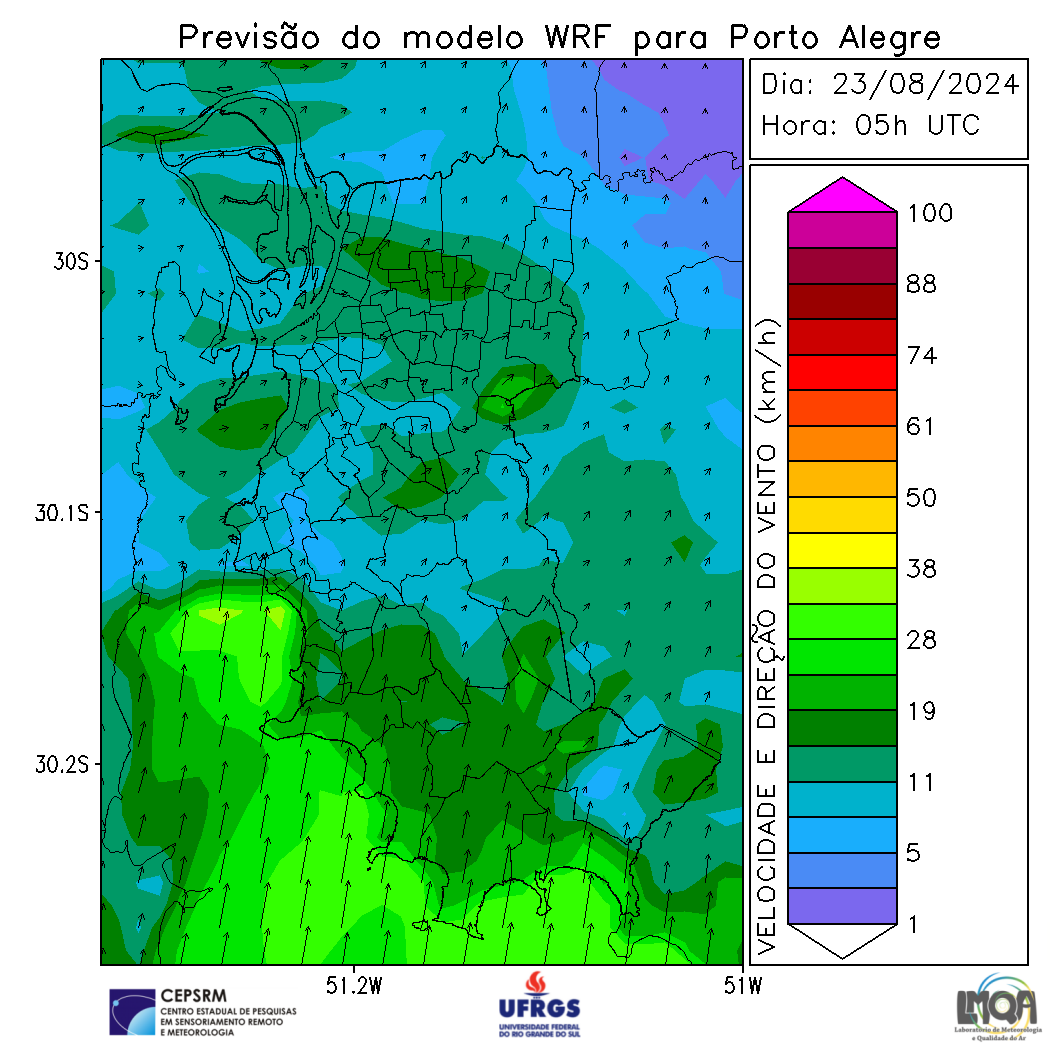 Previsão do modelo WRF para Porto Alegre
Dia: 23/08/2024
Hora: 05h UTC
30S
30.1S
30.2S
51.2W
51W
VELOCIDADE E DIREÇÃO DO VENTO (km/h)
100
88
74
61
50
38
28
19
11
5
1
CEPSRM
CENTRO ESTADUAL DE PESQUISAS
EM SENSORIAMENTO REMOTO
E METEOROLOGIA
UFRGS
UNIVERSIDADE FEDERAL
DO RIO GRANDE DO SUL
LMQA
Laboratório de Meteorologia
e Qualidade do Ar